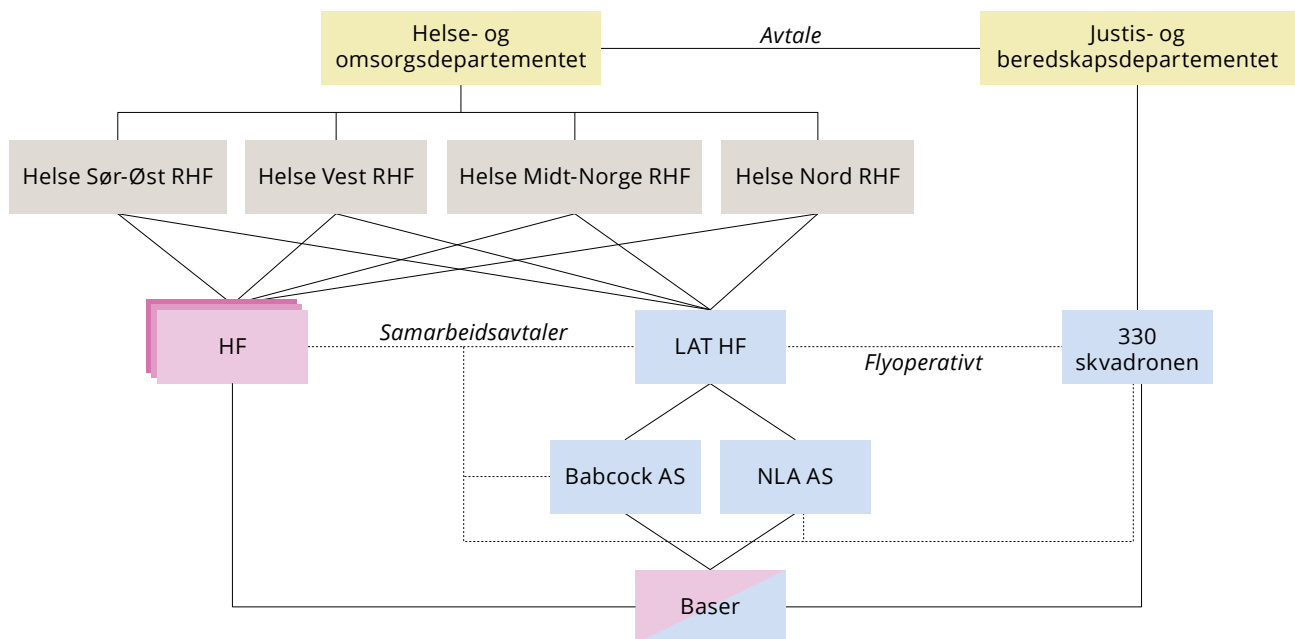 Helse- og
omsorgsdepartementet
Avtale
Justis- og
beredskapsdepartementet
Helse Sør-Øst RHF
Helse Vest RHF
Helse Midt-Norge RHF
Helse Nord RHF
HF
Samarbeidsavtaler
LAT HF
Flyoperativt
330
skvadronen
Babcock AS
NLA AS
Baser